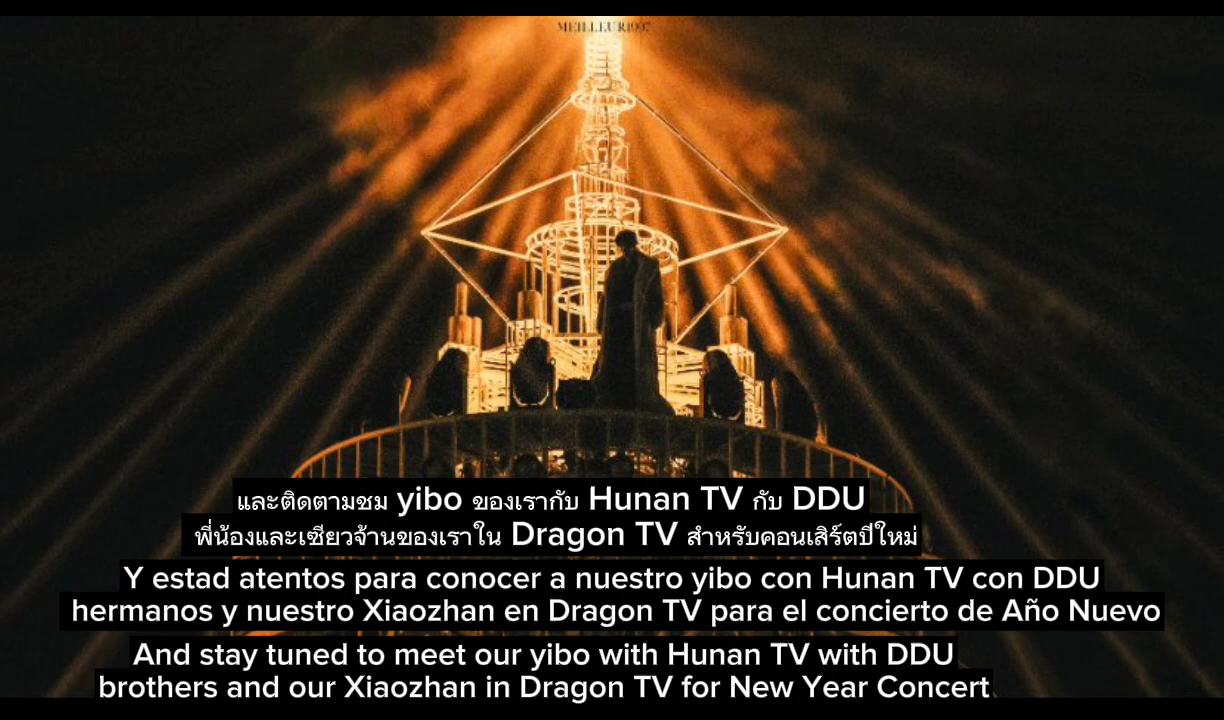 MEILLEUR1997
และติดตามชม yibo ของเรากับ Hunan TV กับ DDU
พี่น้องและเซียวจ้านของเราใน Dragon TV สำหรับคอนเสิร์ตปีใหม่
Y estad atentos para conocer a nuestro yibo con Hunan TV con DDU
hermanos y nuestro Xiaozhan en Dragon TV para el concierto de Año Nuevo
And stay tuned to meet our yibo with Hunan TV with DDU
brothers and our Xiaozhan in Dragon TV for New Year Concert